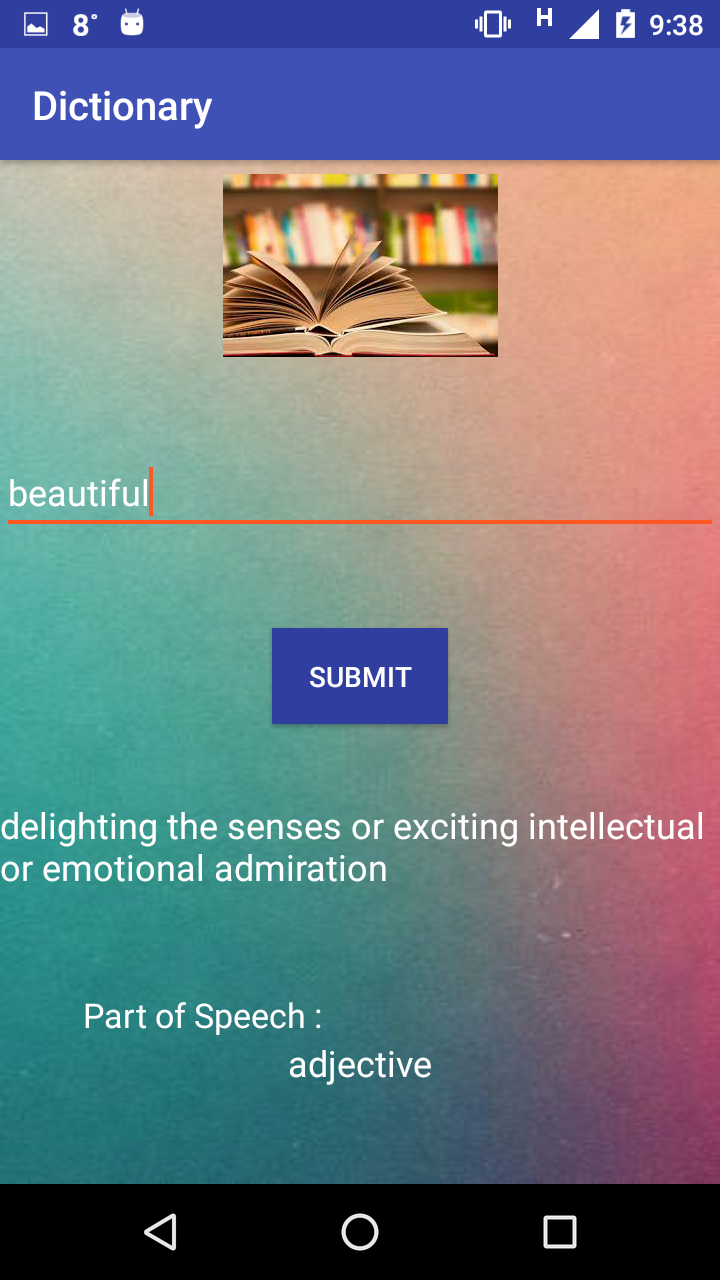 8° H 9:38
Dictionary
beautiful
SUBMIT
delighting the senses or exciting intellectual
or emotional admiration
Part of Speech :
adjective